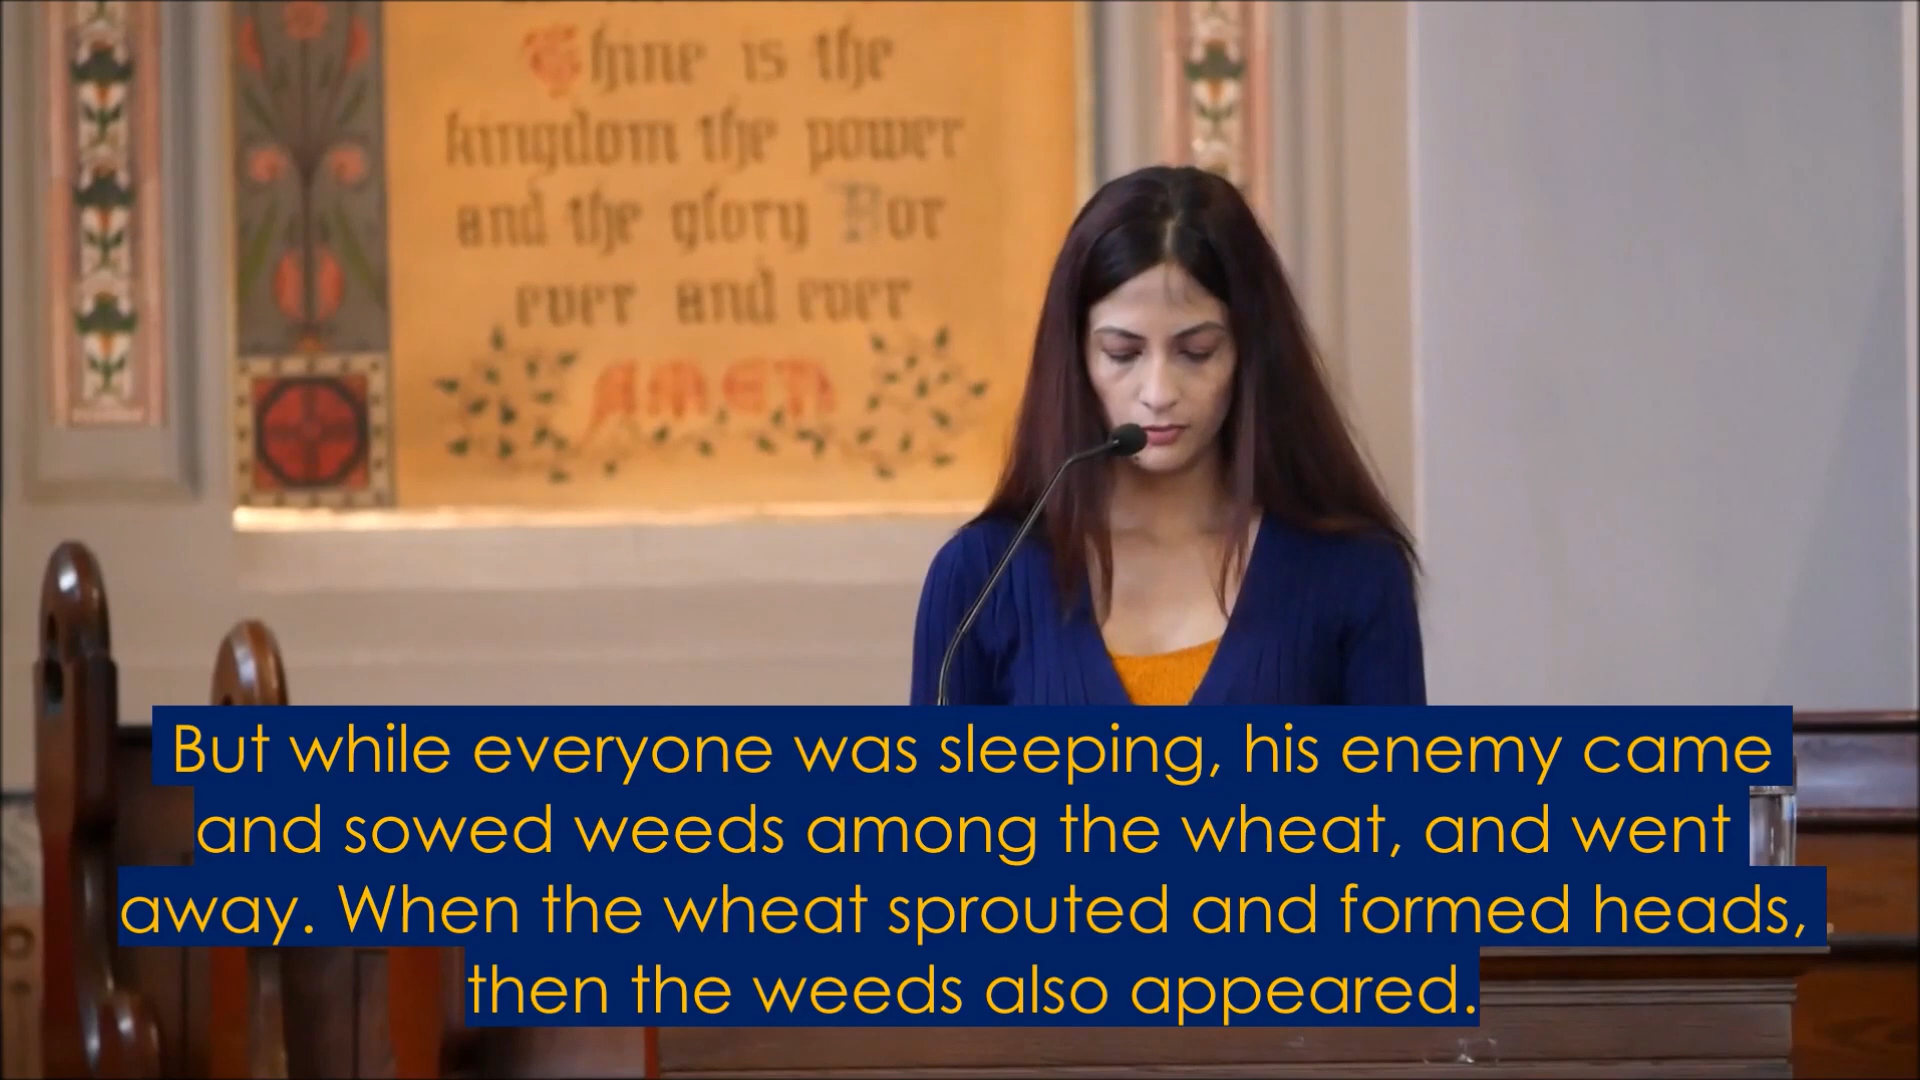 Thine is the
kingdom the power
and the glory For
ever and ever
AMEN
But while everyone was sleeping, his enemy came
and sowed weeds among the wheat, and went
away. When the wheat sprouted and formed heads,
then the weeds also appeared.